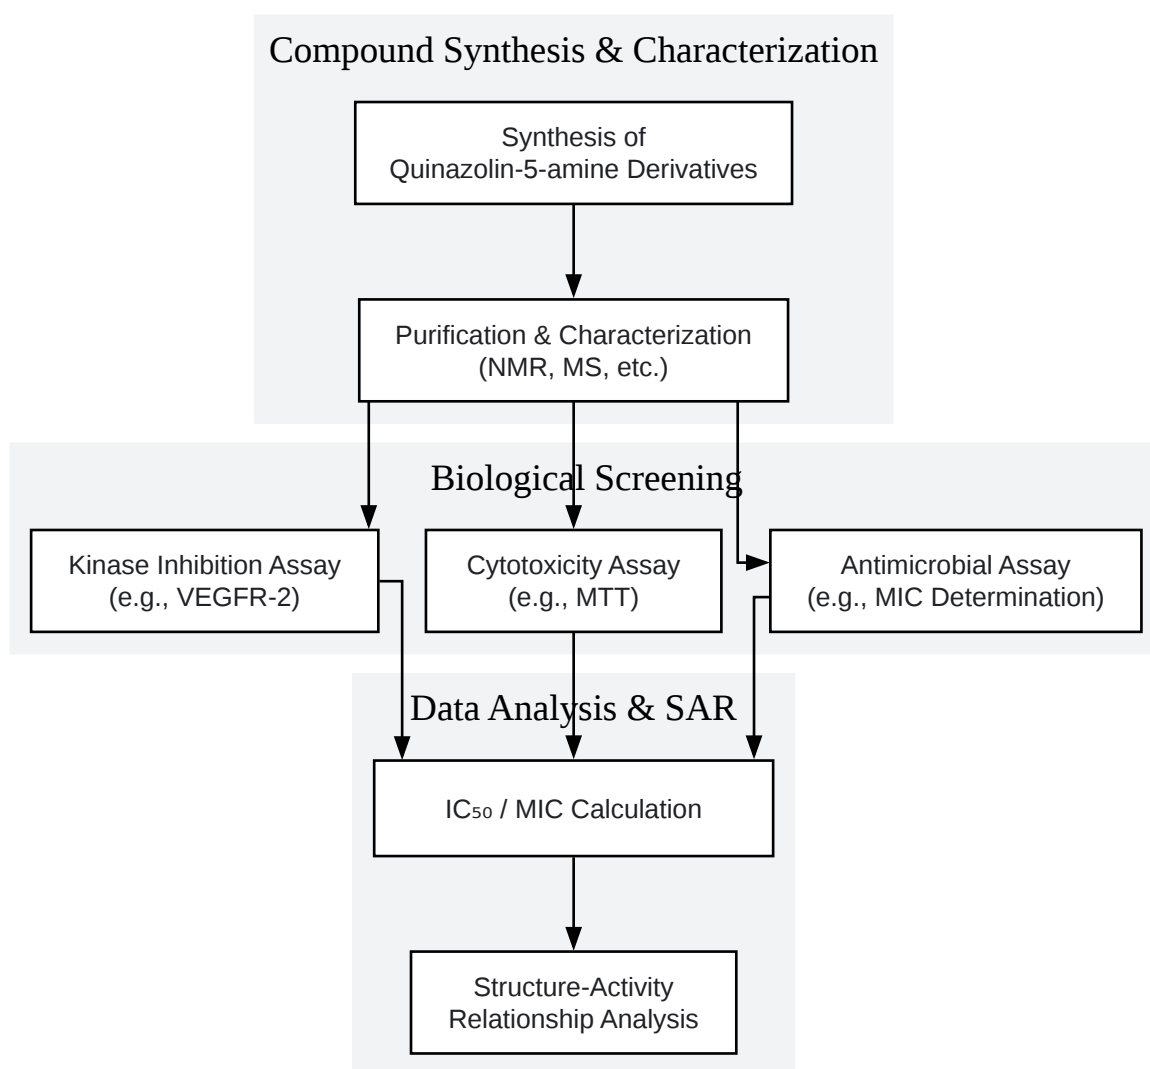 Compound Synthesis & Characterization
Synthesis of
Quinazolin-5-amine Derivatives
Purification & Characterization
(NMR, MS, etc.)
Biological Screening
Kinase Inhibition Assay
(e.g., VEGFR-2)
Cytotoxicity Assay
(e.g., MTT)
Antimicrobial Assay
(e.g., MIC Determination)
Data Analysis & SAR
IC₅₀ / MIC Calculation
Structure-Activity
Relationship Analysis